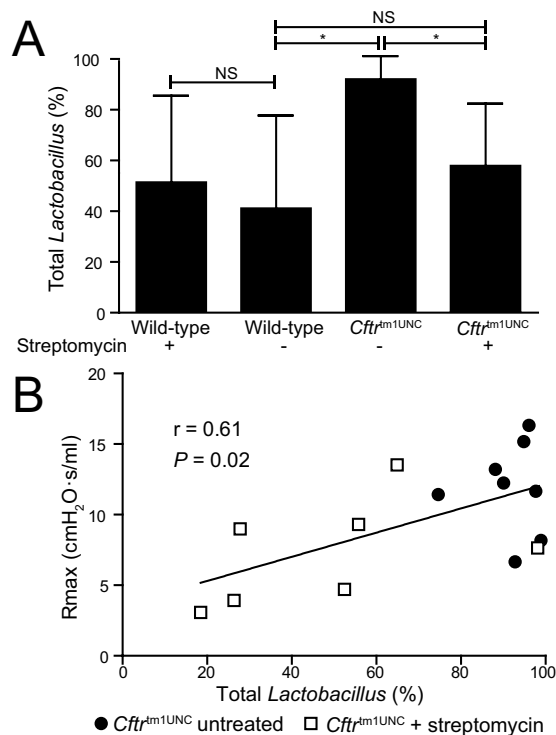 A
NS
* *
NS
Total Lactobacillus (%)
100
80
60
40
20
0
Wild-type Wild-type Cftrtm1UNC Cftrtm1UNC
Streptomycin + - - +
B
r = 0.61
P = 0.02
Rmax (cmH2O·s/ml)
20
15
10
5
0
0 20 40 60 80 100
Total Lactobacillus (%)
Cftrtm1UNC untreated Cftrtm1UNC + streptomycin